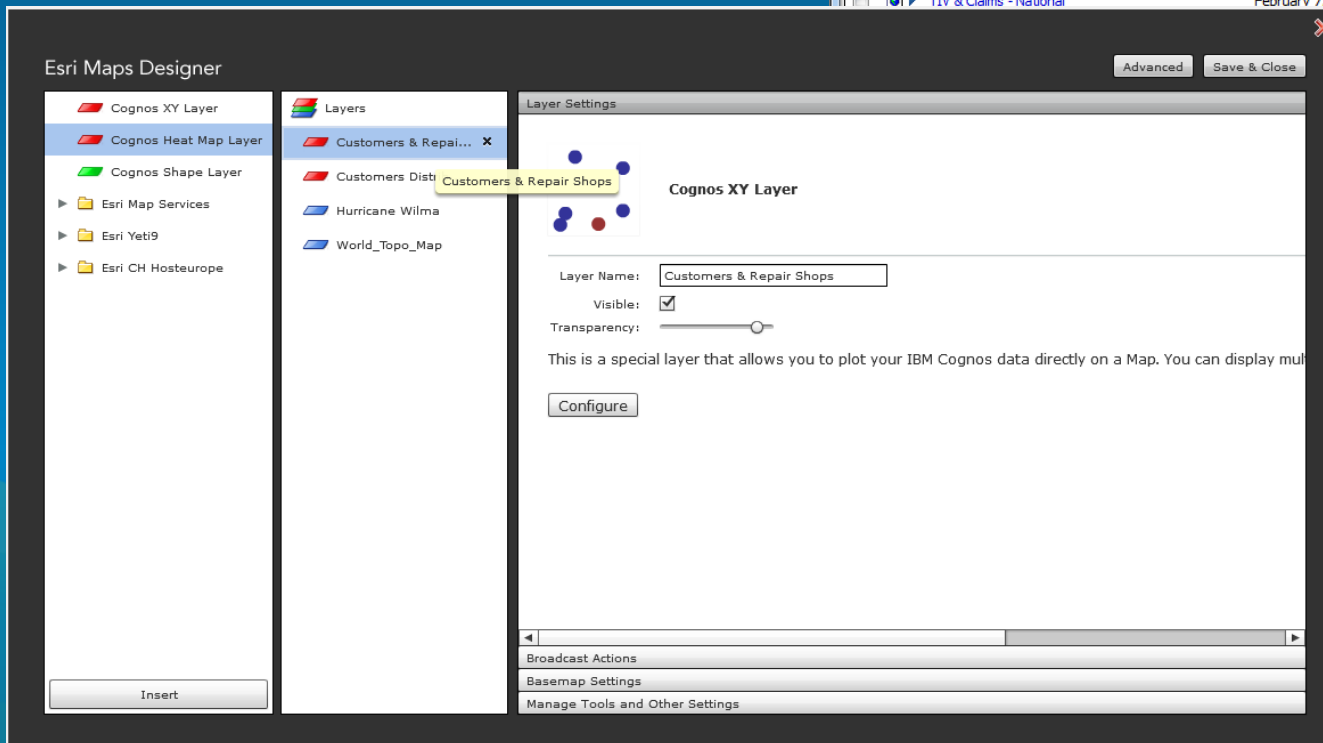 TIV & Claims - National
February 7
Esri Maps Designer
Advanced
Save & Close
Cognos XY Layer
Cognos Heat Map Layer
Cognos Shape Layer
Esri Map Services
Esri Yeti9
Esri CH Hosteurope
Insert
Layers
Customers & Repai... x
Customers Dist
Customers & Repair Shops
Hurricane Wilma
World_Topo_Map
Layer Settings
Cognos XY Layer
Layer Name: Customers & Repair Shops
Visible:
Transparency:
This is a special layer that allows you to plot your IBM Cognos data directly on a Map. You can display mul
Configure
Broadcast Actions
Basemap Settings
Manage Tools and Other Settings